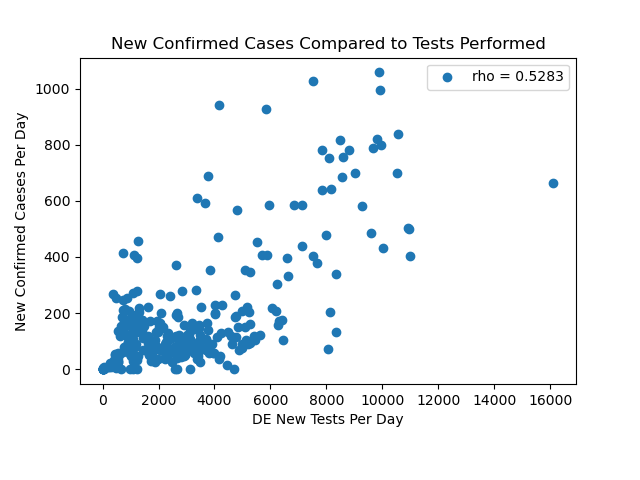 New Confirmed Cases Compared to Tests Performed
rho = 0.5283
New Confirmed Caeses Per Day
1000
800
600
400
200
0
0 2000 4000 6000 8000 10000 12000 14000 16000
DE New Tests Per Day